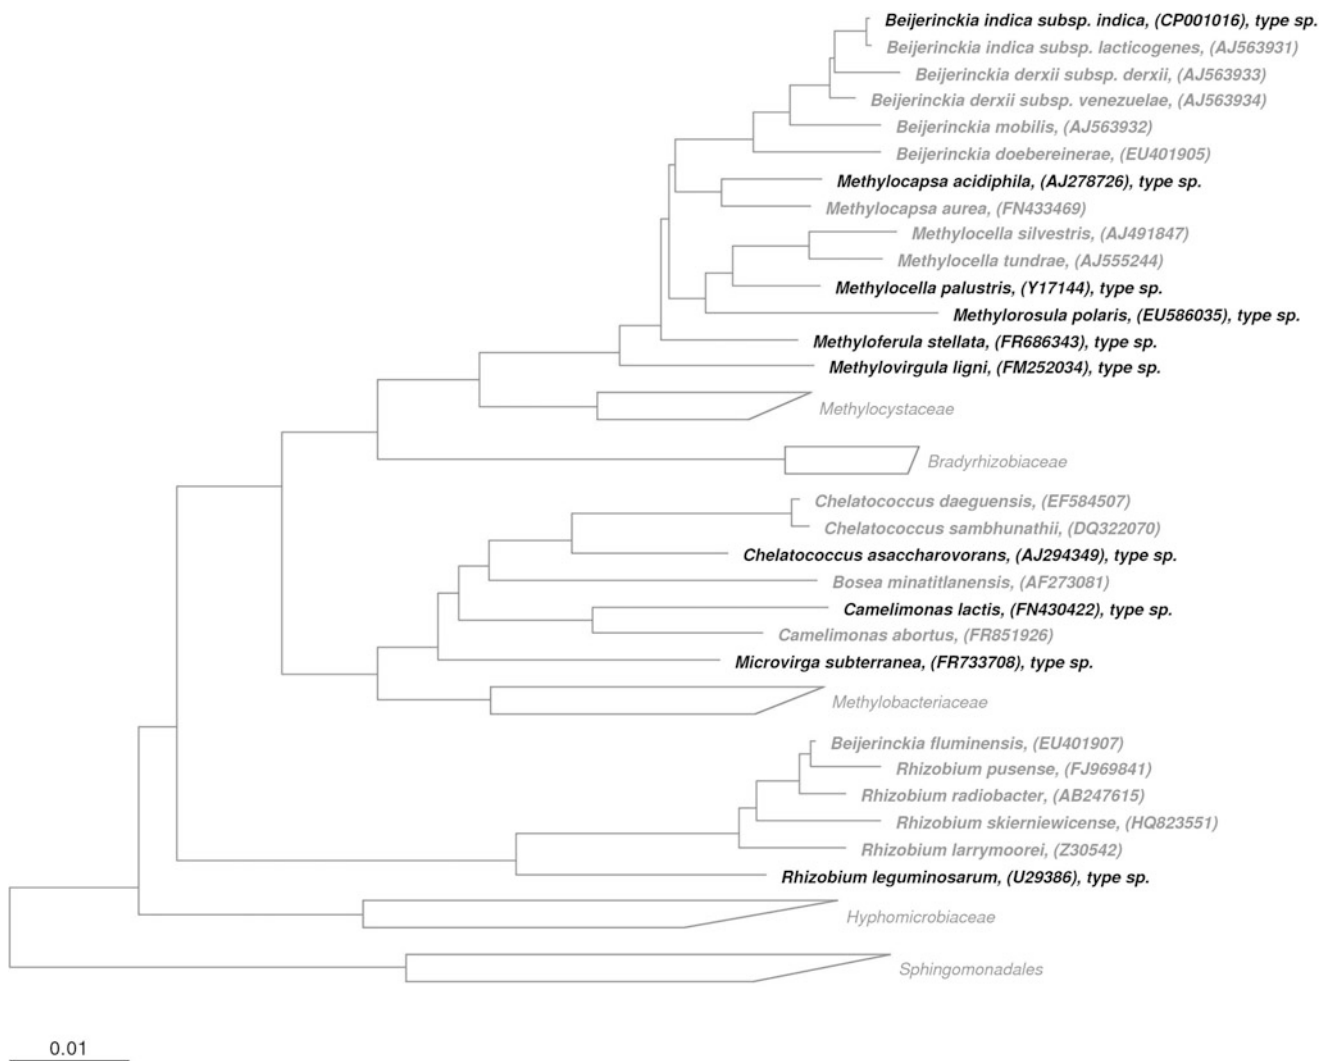 Beijerinckia indica subsp. indica, (CP001016), type sp.
Beijerinckia indica subsp. lacticogenes, (AJ563931)
Beijerinckia derxii subsp. derxii, (AJ563933)
Beijerinckia derxii subsp. venezuelae, (AJ563934)
Beijerinckia mobilis, (AJ563932)
Beijerinckia doebereinerae, (EU401905)
Methylocapsa acidiphila, (AJ278726), type sp.
Methylocapsa aurea, (FN433469)
Methylocella silvestris, (AJ491847)
Methylocella tundrae, (AJ555244)
Methylocella palustris, (Y17144), type sp.
Methylorosula polaris, (EU586035), type sp.
Methyloferula stellata, (FR686343), type sp.
Methylovirgula ligni, (FM252034), type sp.
Methylocystaceae
Bradyrhizobiaceae
Chelatococcus daeguensis, (EF584507)
Chelatococcus sambhunathii, (DQ322070)
Chelatococcus asaccharovorans, (AJ294349), type sp.
Bosea minatitlanensis, (AF273081)
Camelimonas lactis, (FN430422), type sp.
Camelimonas abortus, (FR851926)
Microvirga subterranea, (FR733708), type sp.
Methylobacteriaceae
Beijerinckia fluminensis, (EU401907)
Rhizobium pusense, (FJ969841)
Rhizobium radiobacter, (AB247615)
Rhizobium skierniewicense, (HQ823551)
Rhizobium larrymoorei, (Z30542)
Rhizobium leguminosarum, (U29386), type sp.
Hyphomicrobiaceae
Sphingomonadales
0.01